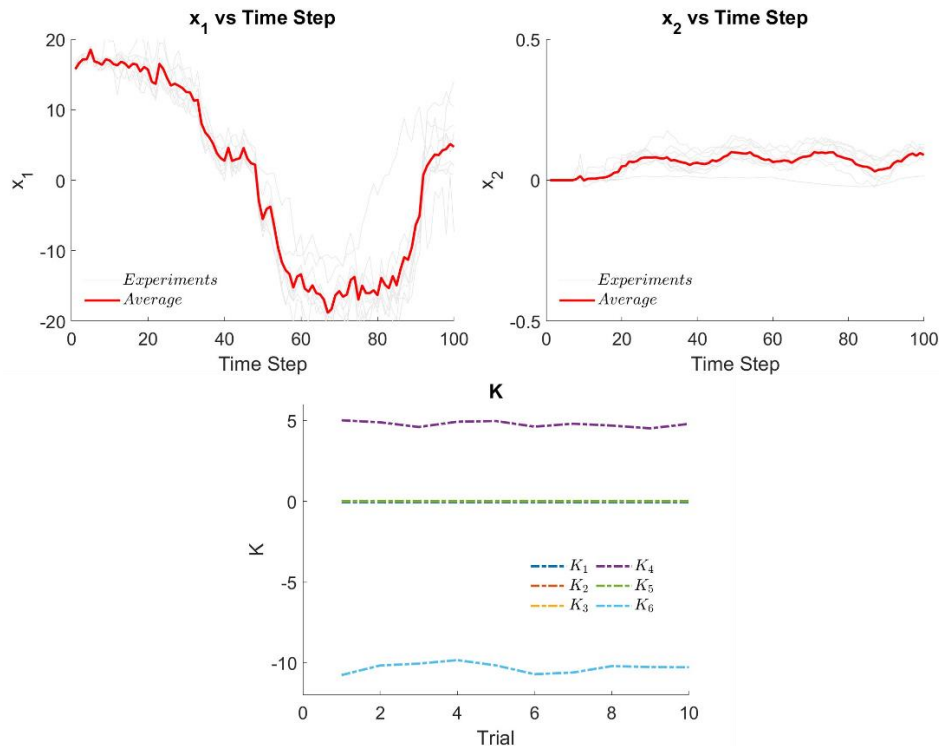 x1 vs Time Step
20
10
0
-10
-20
x1
0
20
40
60
80
100
Time Step
Experiments
Average
x2 vs Time Step
0.5
0
-0.5
x2
0
20
40
60
80
100
Time Step
Experiments
Average
K
5
0
-5
-10
K
0
2
4
6
8
10
Trial
K1 K4
K2 K5
K3 K6